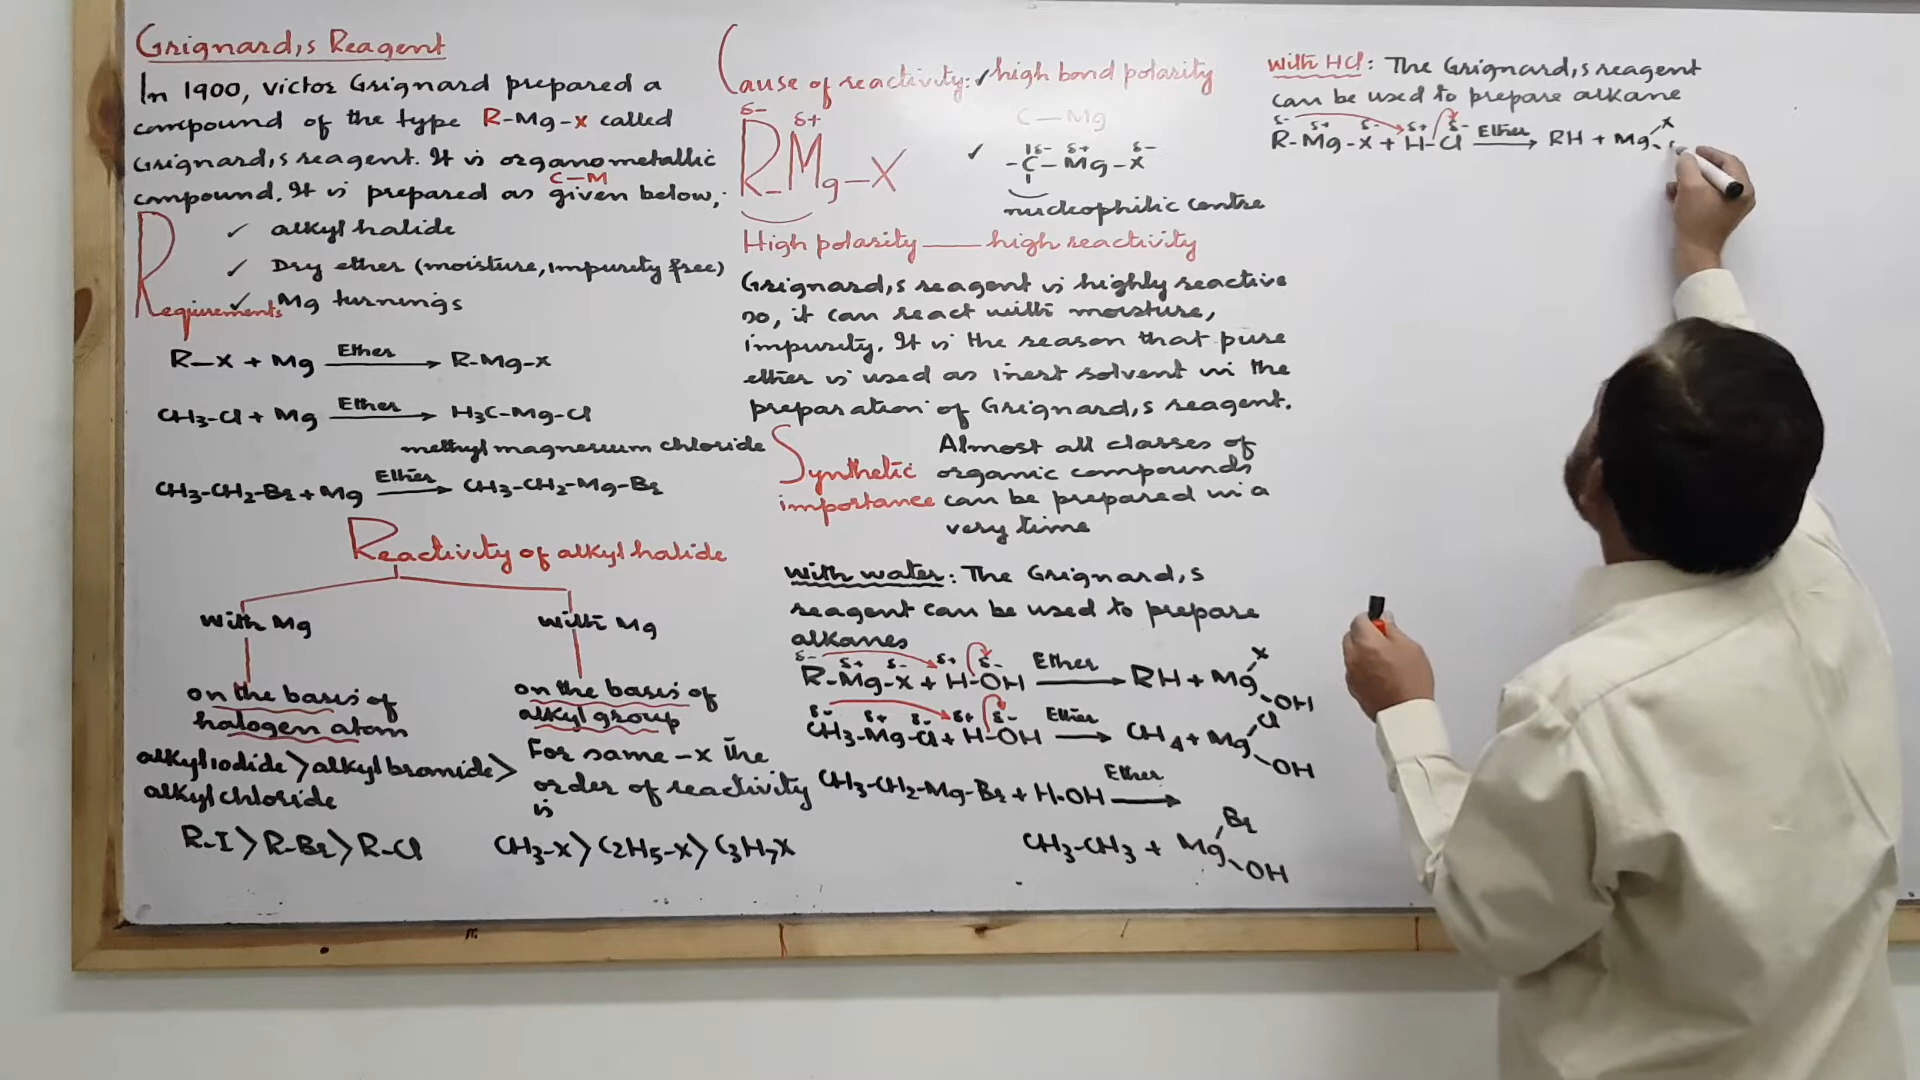 Grignard,s Reagent
In 1900, victor Grignard prepared a
compound of the type R-Mg-X called
Grignard,s reagent. It is organometallic
C—M
compound. It is prepared as given below;
Requirements
✓ alkyl halide
✓ Dry ether (moisture, impurity free)
✓ Mg turnings
R—X + Mg —Ether→ R-Mg-X
CH3-Cl + Mg —Ether→ H3C-Mg-Cl
methyl magnesium chloride
CH3-CH2-Br + Mg —Ether→ CH3-CH2-Mg-Br
Reactivity of alkyl halide
With Mg
on the basis of
halogen atom
alkyl iodide > alkyl bromide >
alkyl chloride
R-I > R-Br > R-Cl
with Mg
on the basis of
alkyl group
For same -x the
order of reactivity
is
CH3-X > C2H5-X > C3H7X
Cause of reactivity: ✓ high bond polarity
C—Mg
δ- δ+
R-Mg-X
✓ δ- δ+ δ-
-C-Mg-X
nucleophilic centre
High polarity — high reactivity
Grignard,s reagent is highly reactive
so, it can react with moisture,
impurity. It is the reason that pure
ether is used as inert solvent in the
preparation of Grignard,s reagent.
Synthetic
importance
Almost all classes of
organic compounds
can be prepared in a
very time
With water: The Grignard,s
reagent can be used to prepare
alkanes
δ- δ+ δ- δ+ δ-
R-Mg-X + H-OH —Ether→ RH + Mg X OH
δ- δ+ δ- δ+ δ-
CH3-Mg-Cl + H-OH —Ether→ CH4 + Mg Cl OH
CH3-CH2-Mg-Br + H-OH —Ether→
CH3-CH3 + Mg Br OH
With HCl: The Grignard,s reagent
can be used to prepare alkane
δ- δ+ δ- δ+ δ-
R-Mg-X + H-Cl —Ether→ RH + Mg X